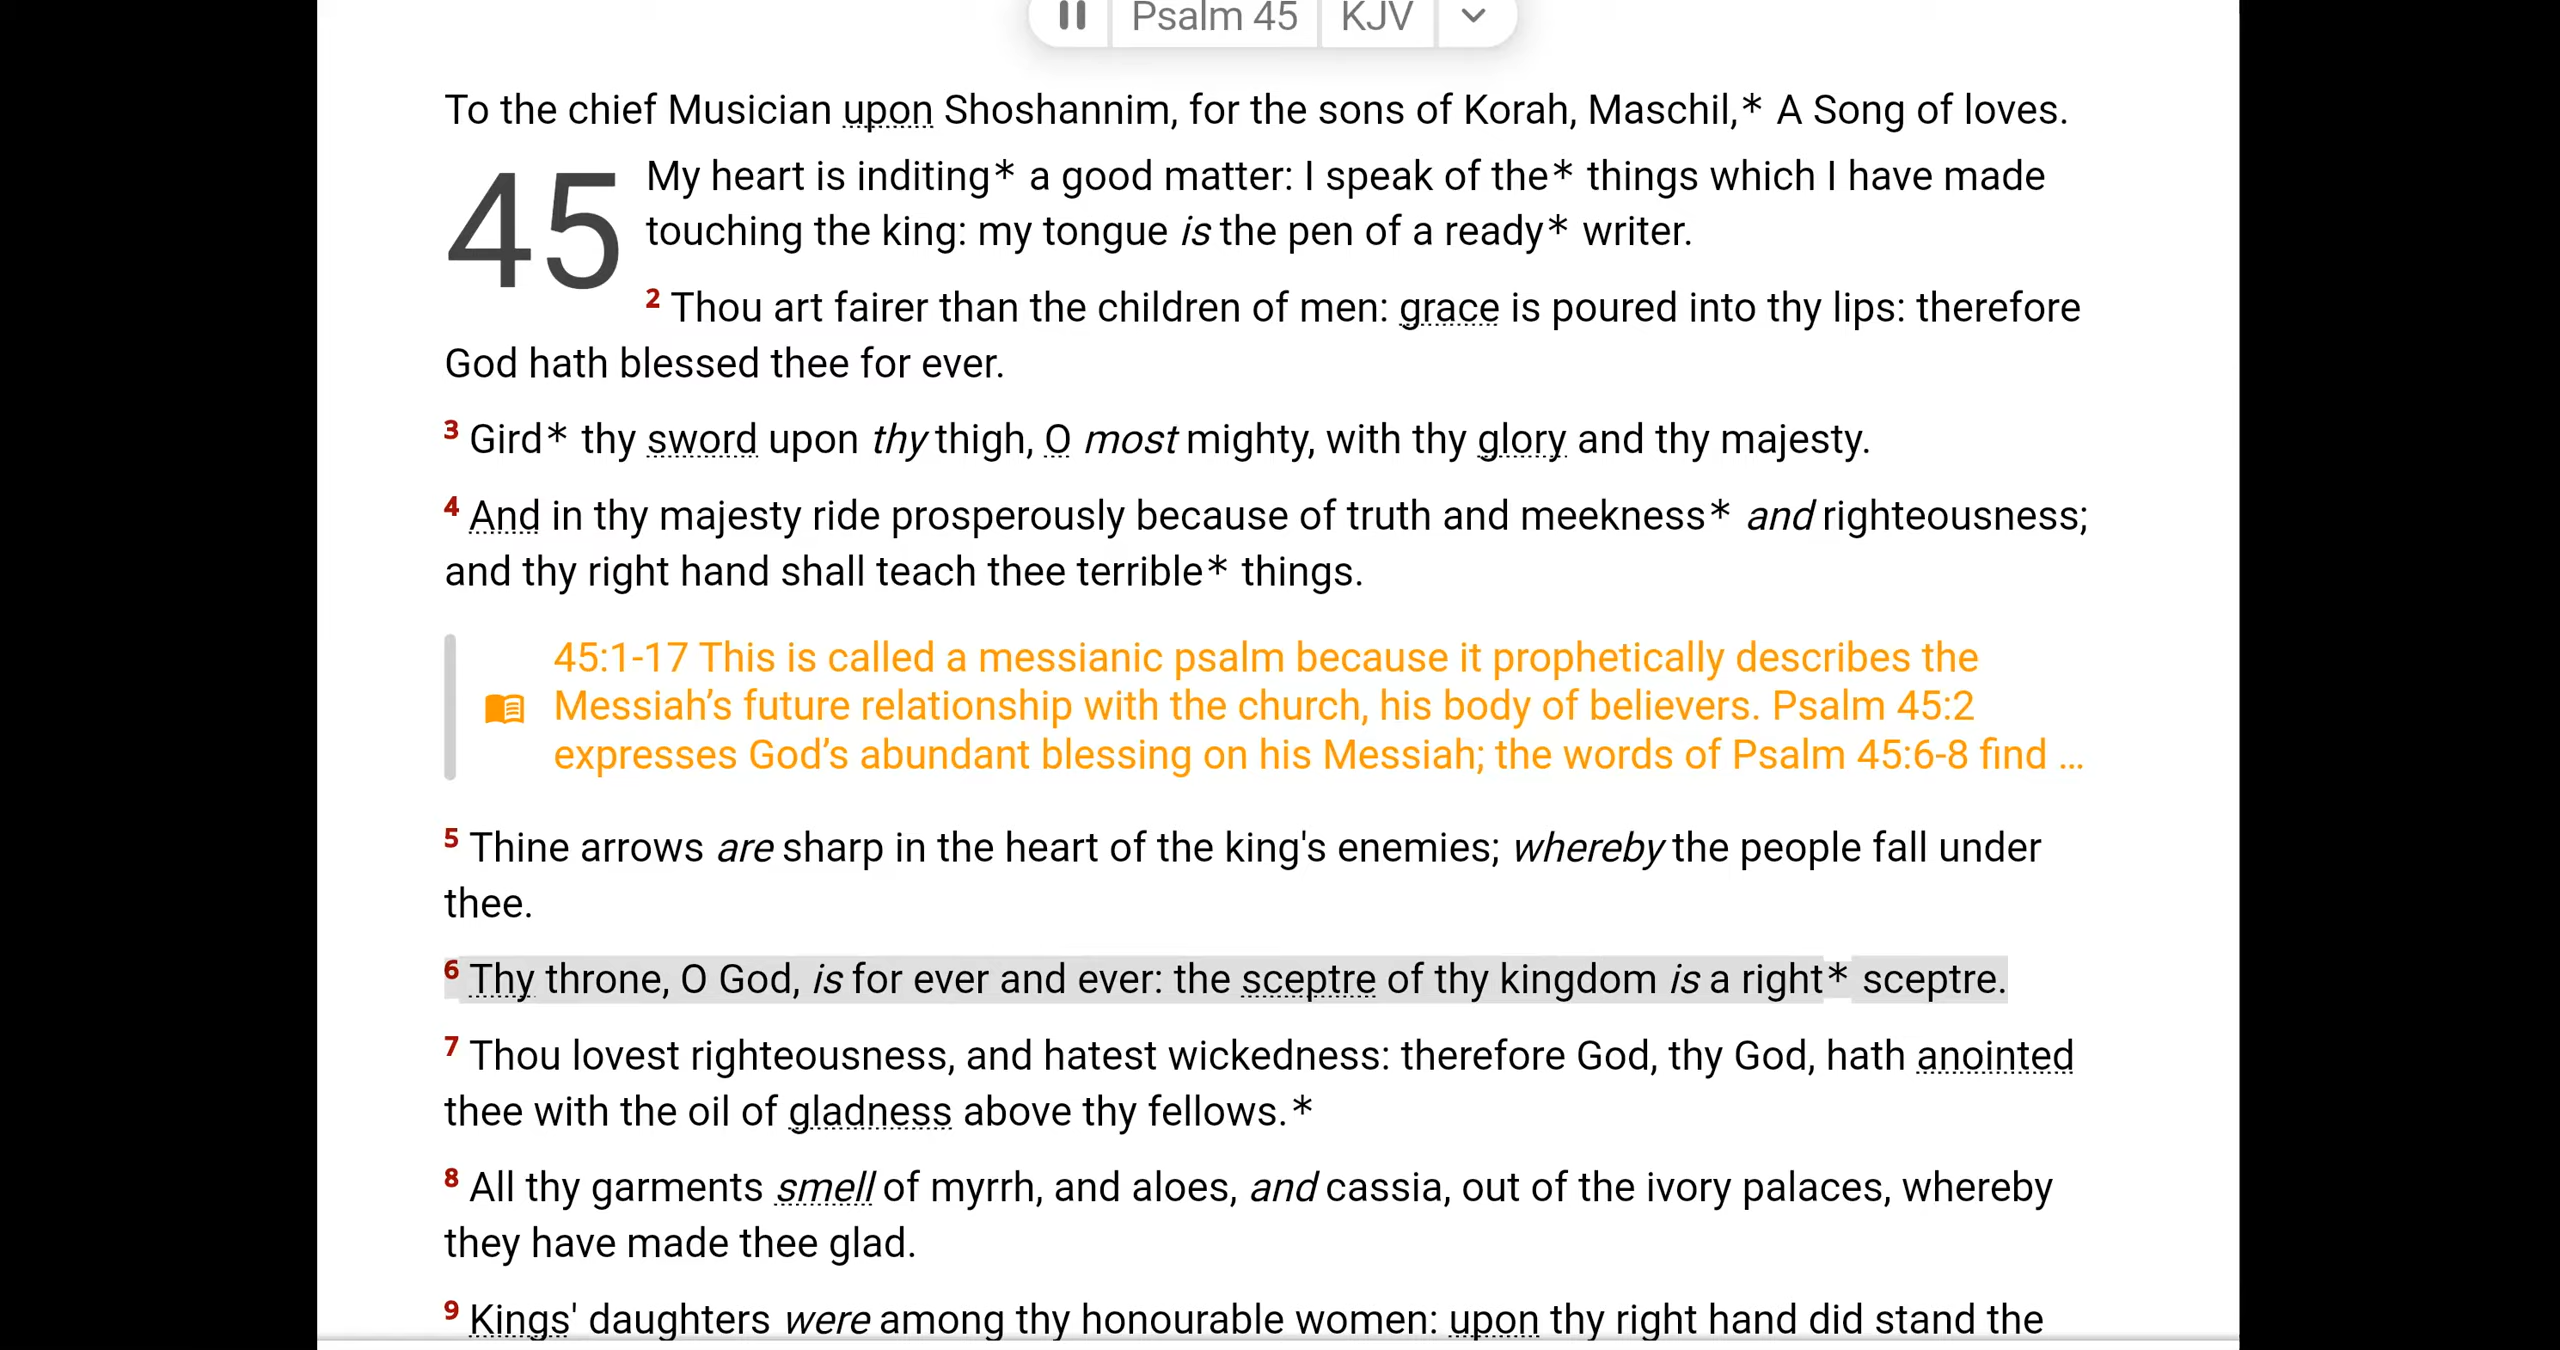 Psalm 45 KJV
To the chief Musician upon Shoshannim, for the sons of Korah, Maschil,* A Song of loves.
45 My heart is inditing* a good matter: I speak of the* things which I have made
touching the king: my tongue is the pen of a ready* writer.
2 Thou art fairer than the children of men: grace is poured into thy lips: therefore
God hath blessed thee for ever.
3 Gird* thy sword upon thy thigh, O most mighty, with thy glory and thy majesty.
4 And in thy majesty ride prosperously because of truth and meekness* and righteousness;
and thy right hand shall teach thee terrible* things.
45:1-17 This is called a messianic psalm because it prophetically describes the
Messiah’s future relationship with the church, his body of believers. Psalm 45:2
expresses God’s abundant blessing on his Messiah; the words of Psalm 45:6-8 find ...
5 Thine arrows are sharp in the heart of the king's enemies; whereby the people fall under
thee.
6 Thy throne, O God, is for ever and ever: the sceptre of thy kingdom is a right* sceptre.
7 Thou lovest righteousness, and hatest wickedness: therefore God, thy God, hath anointed
thee with the oil of gladness above thy fellows.*
8 All thy garments smell of myrrh, and aloes, and cassia, out of the ivory palaces, whereby
they have made thee glad.
9 Kings' daughters were among thy honourable women: upon thy right hand did stand the